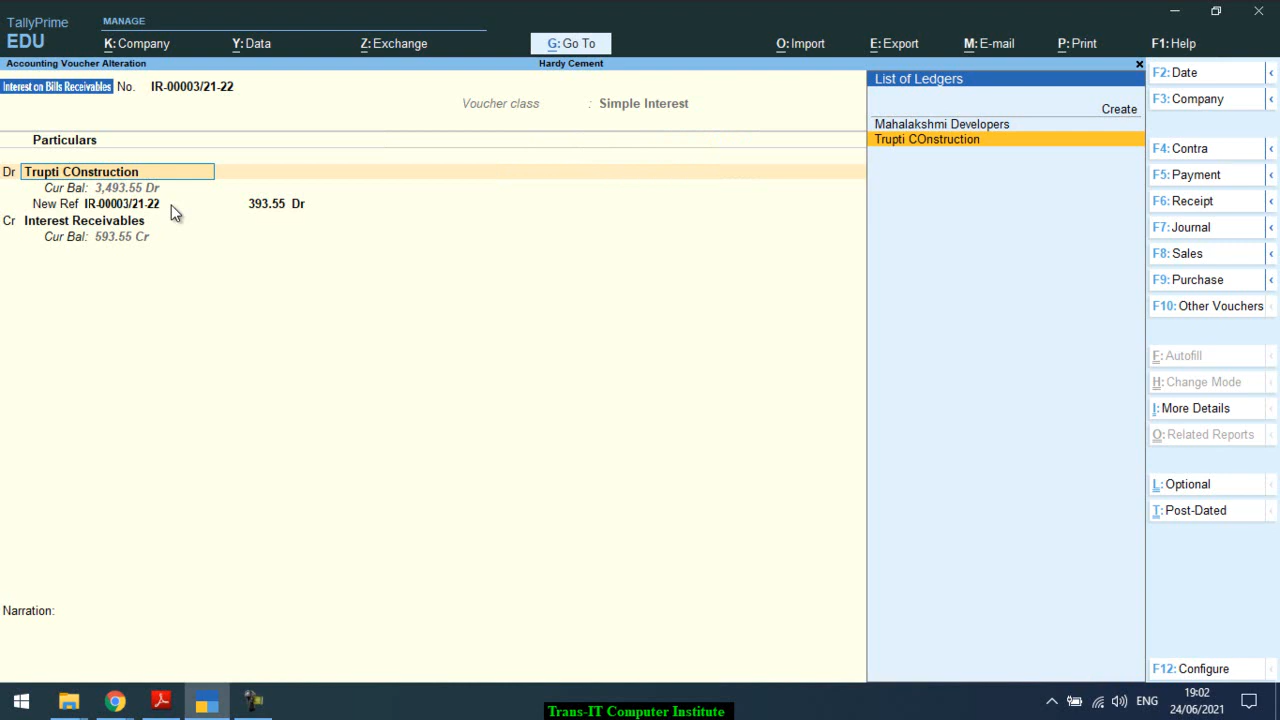 TallyPrime
EDU
MANAGE
K: Company
Y: Data
Z: Exchange
G: Go To
O: Import
E: Export
M: E-mail
P: Print
F1: Help
Accounting Voucher Alteration
Hardy Cement
Interest on Bills Receivables No. IR-00003/21-22
Voucher class : Simple Interest
Particulars
Dr Trupti COnstruction
Cur Bal: 3,493.55 Dr
New Ref IR-00003/21-22 393.55 Dr
Cr Interest Receivables
Cur Bal: 593.55 Cr
Narration:
List of Ledgers
Create
Mahalakshmi Developers
Trupti COnstruction
F2: Date
F3: Company
F4: Contra
F5: Payment
F6: Receipt
F7: Journal
F8: Sales
F9: Purchase
F10: Other Vouchers
F: Autofill
H: Change Mode
I: More Details
O: Related Reports
L: Optional
T: Post-Dated
F12: Configure
ENG
19:02
24/06/2021
Trans-IT Computer Institute